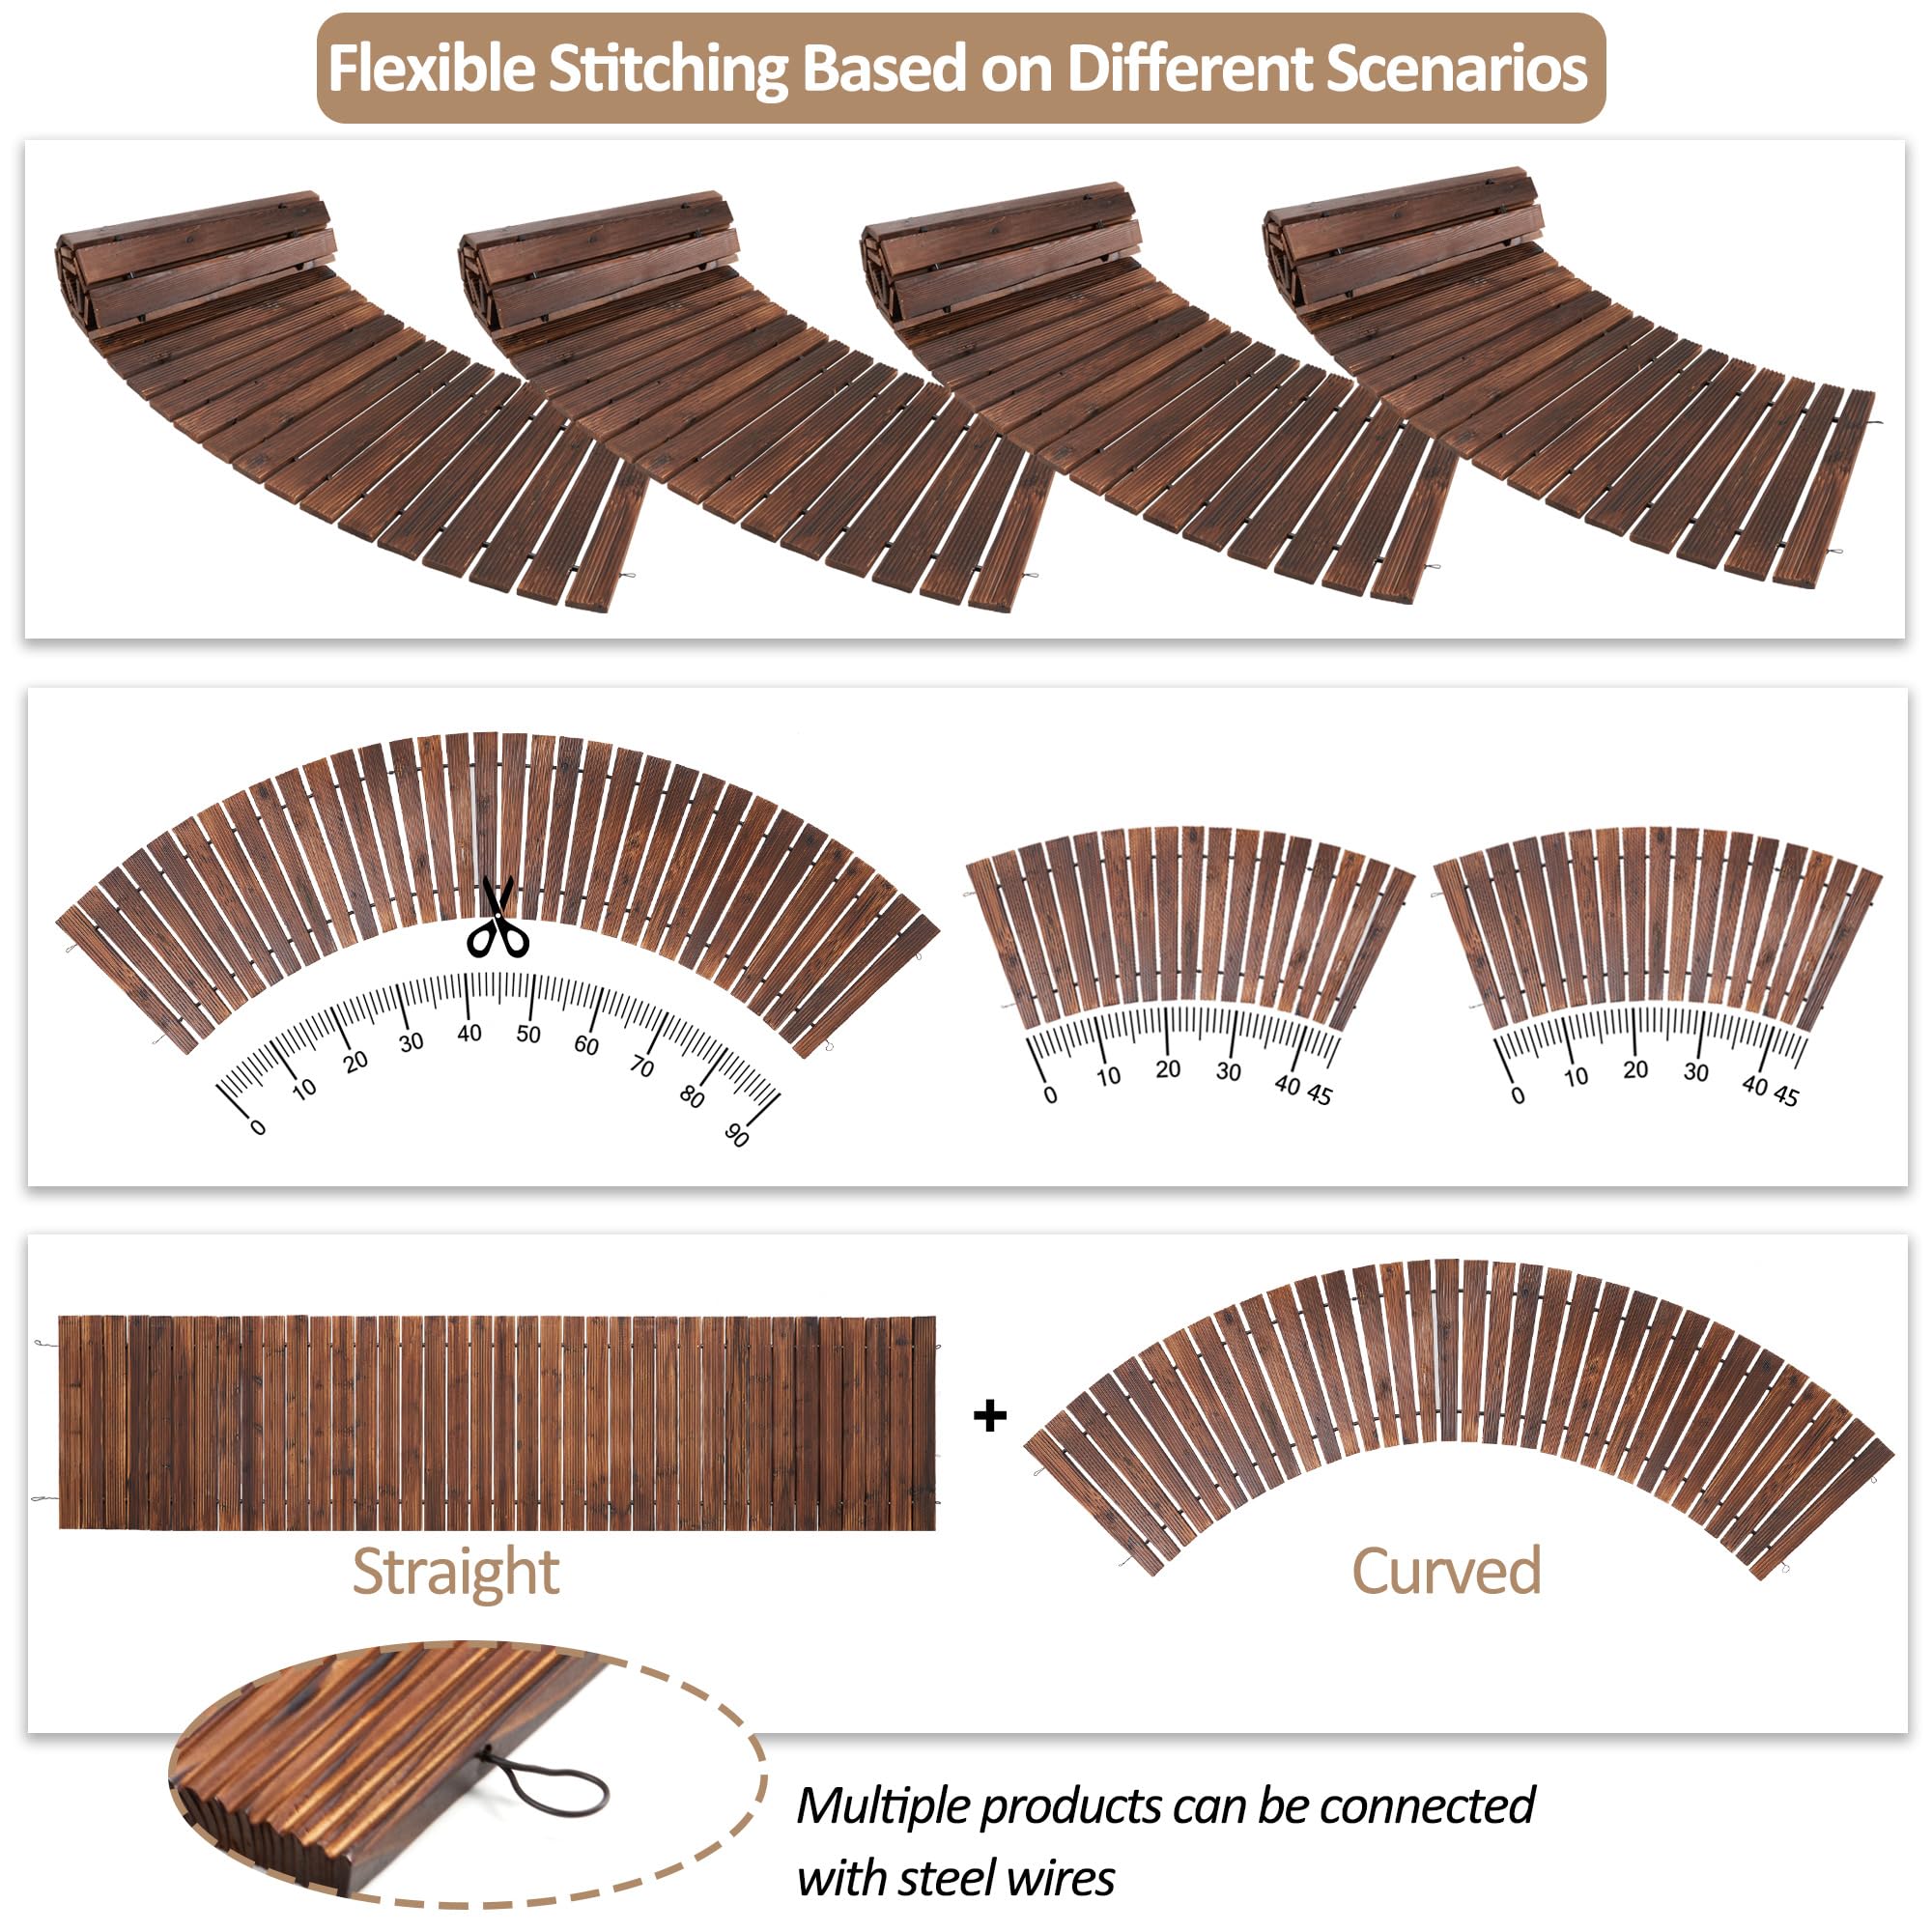 Flexible Stitching Based on Different Scenarios
0 10 20 30 40 50 60 70 80 90
0 10 20 30 40 45
0 10 20 30 40 45
+
Straight
Curved
Multiple products can be connected
with steel wires